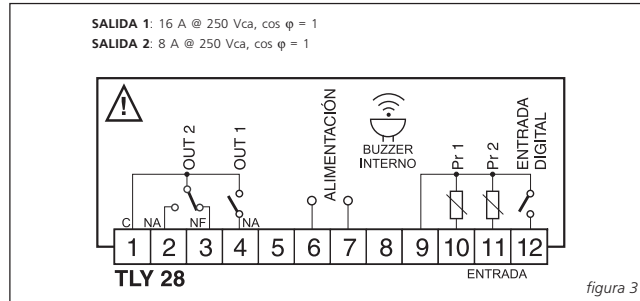 SALIDA 1: 16 A @ 250 Vca, cos φ = 1
SALIDA 2: 8 A @ 250 Vca, cos φ = 1
OUT 2
OUT 1
ALIMENTACIÓN
BUZZER
INTERNO
Pr 1
Pr 2
ENTRADA
DIGITAL
C NA NF NA
1 2 3 4 5 6 7 8 9 10 11 12
TLY 28
ENTRADA
figura 3